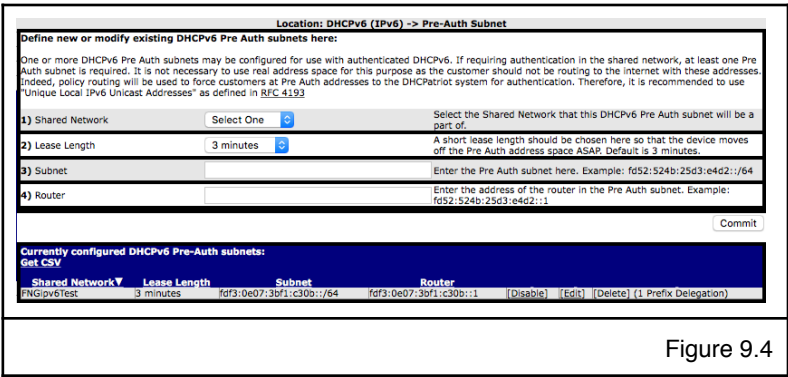 Location: DHCPv6 (IPv6) -> Pre-Auth Subnet
Define new or modify existing DHCPv6 Pre Auth subnets here:
One or more DHCPv6 Pre Auth subnets may be configured for use with authenticated DHCPv6. If requiring authentication in the shared network, at least one Pre
Auth subnet is required. It is not necessary to use real address space for this purpose as the customer should not be routing to the internet with these addresses.
Indeed, policy routing will be used to force customers at Pre Auth addresses to the DHCPatriot system for authentication. Therefore, it is recommended to use
"Unique Local IPv6 Unicast Addresses" as defined in RFC 4193
1) Shared Network Select One Select the Shared Network that this DHCPv6 Pre Auth subnet will be a
part of.
2) Lease Length 3 minutes A short lease length should be chosen here so that the device moves
off the Pre Auth address space ASAP. Default is 3 minutes.
3) Subnet Enter the Pre Auth subnet here. Example: fd52:524b:25d3:e4d2::/64
4) Router Enter the address of the router in the Pre Auth subnet. Example:
fd52:524b:25d3:e4d2::1
Commit
Currently configured DHCPv6 Pre-Auth subnets:
Get CSV
Shared Network▼ Lease Length Subnet Router
FNGipv6Test 3 minutes fdf3:0e07:3bf1:c30b::/64 fdf3:0e07:3bf1:c30b::1 [Disable] [Edit] [Delete] (1 Prefix Delegation)
Figure 9.4